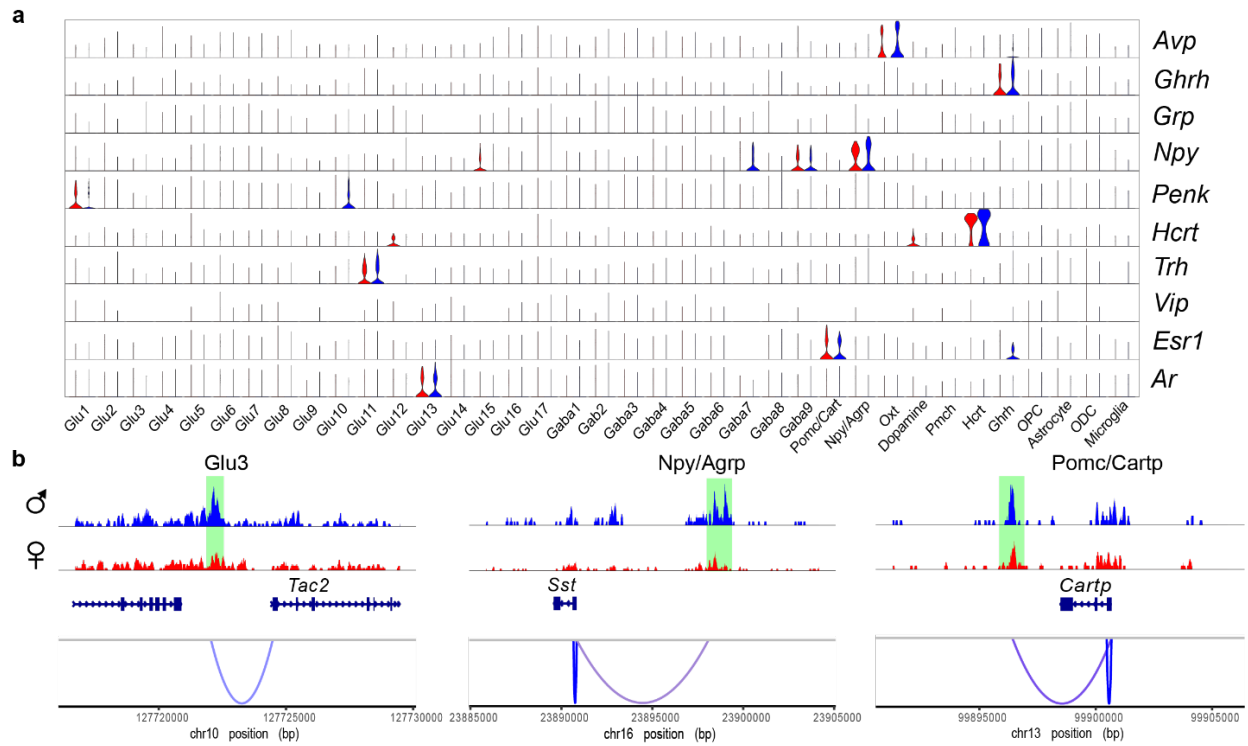 a
Avp
Ghrh
Grp
Npy
Penk
Hcrt
Trh
Vip
Esr1
Ar
Glu1 Glu2 Glu3 Glu4 Glu5 Glu6 Glu7 Glu8 Glu9 Glu10 Glu11 Glu12 Glu13 Glu14 Glu15 Glu16 Glu17 Gaba1 Gab2 Gaba3 Gaba4 Gaba5 Gaba6 Gaba7 Gaba8 Gaba9 Pomc/Cart Npy/Agrp Oxt Dopamine Pmch Hcrt Ghrh OPC Astrocyte ODC Microglia
b
Glu3 Npy/Agrp Pomc/Cartp
♂
♀
Tac2 Sst Cartp
127720000 127725000 127730000 23885000 23890000 23895000 23900000 23905000 99895000 99900000 99905000
chr10 position (bp) chr16 position (bp) chr13 position (bp)